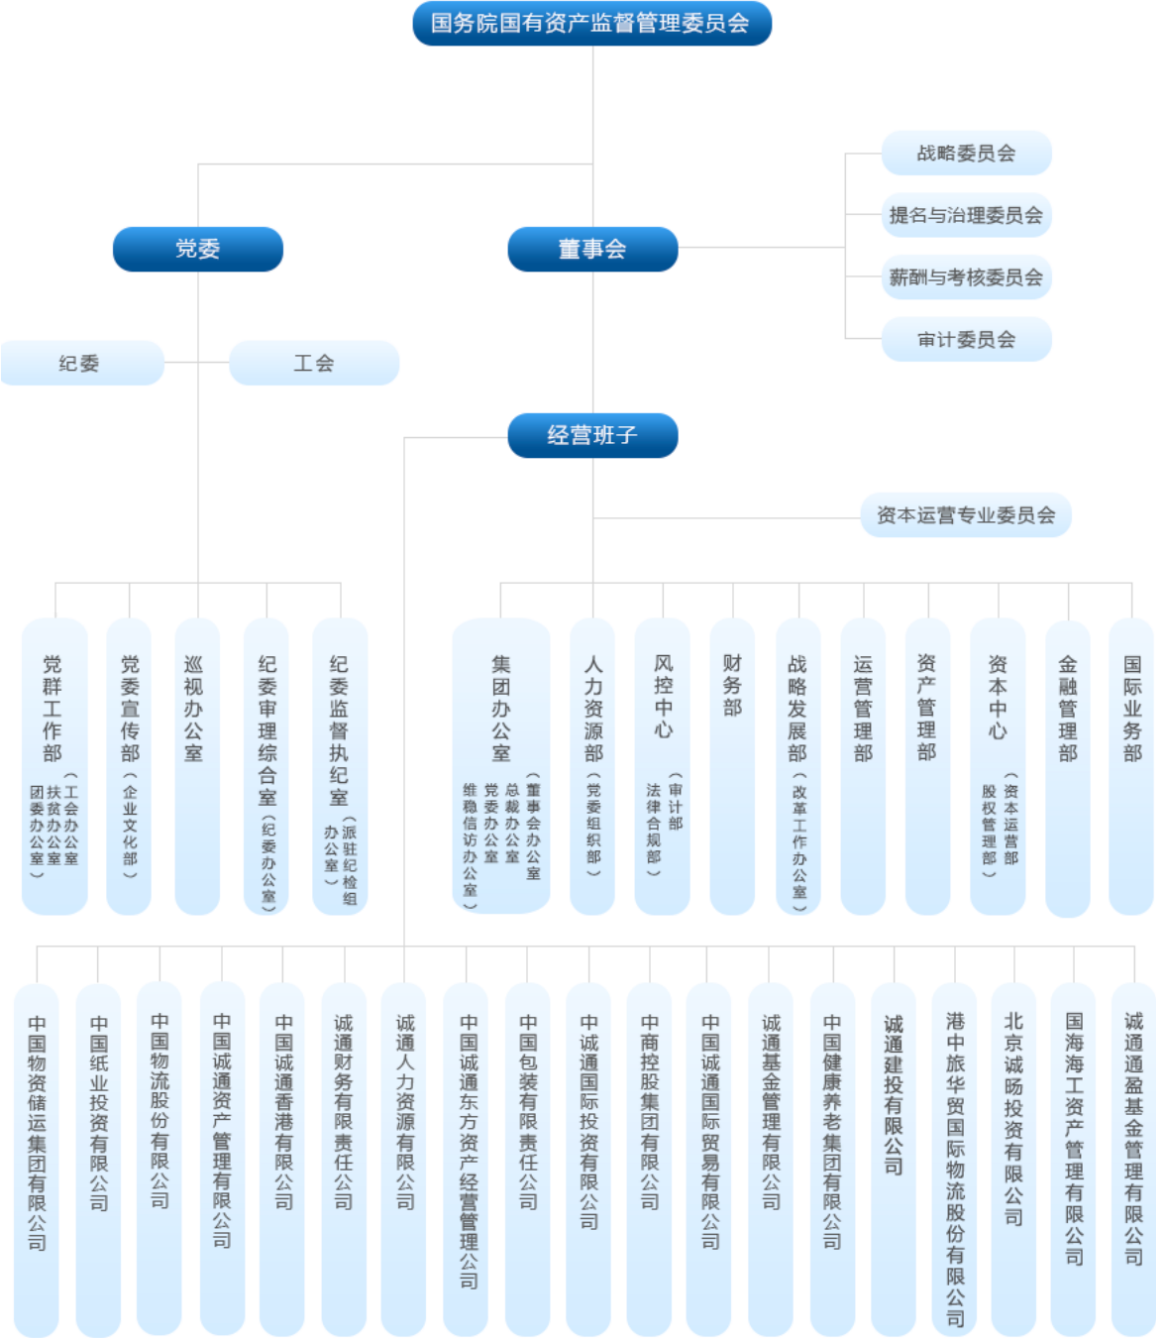 国务院国有资产监督管理委员会
战略委员会
提名与治理委员会
党委
董事会
薪酬与考核委员会
审计委员会
纪委
工会
经营班子
资本运营专业委员会
党群工作部
（工会办公室
扶贫办公室
团委办公室）
党委宣传部
（企业文化部）
巡视办公室
纪委审理综合室
（纪委办公室）
纪委监督执纪室
（派驻纪检组
办公室）
集团办公室
（董事会办公室
总裁办公室
党委办公室
维稳信访办公室）
人力资源部
（党委组织部）
风控中心
（审计部
法律合规部）
财务部
战略发展部
（改革工作办公室）
运营管理部
资产管理部
资本中心
（资本运营部
股权管理部）
金融管理部
国际业务部
中国物资储运集团有限公司
中国纸业投资有限公司
中国物流股份有限公司
中国诚通资产管理有限公司
中国诚通香港有限公司
诚通财务有限责任公司
诚通人力资源有限公司
中国诚通东方资产经营管理公司
中国包装有限责任公司
中诚通国际投资有限公司
中商控股集团有限公司
中国诚通国际贸易有限公司
诚通基金管理有限公司
中国健康养老集团有限公司
诚通建投有限公司
港中旅华贸国际物流股份有限公司
北京诚旸投资有限公司
国海海工资产管理有限公司
诚通通盈基金管理有限公司